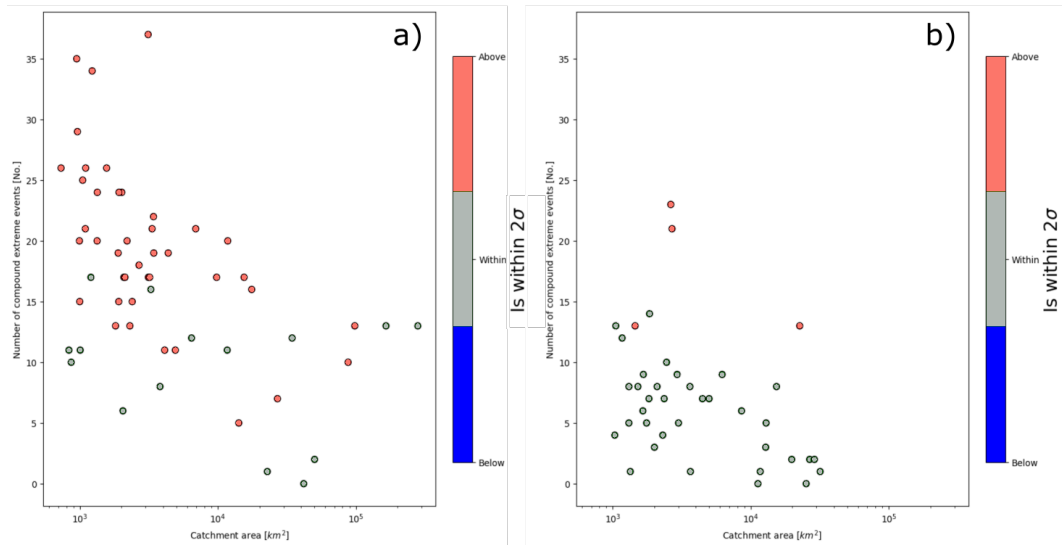 a)
35
30
25
20
15
10
5
0
Number of compound extreme events [No.]
10³
10⁴
10⁵
Catchment area [km²]
Above
Within
Below
Is within 2σ
b)
35
30
25
20
15
10
5
0
Number of compound extreme events [No.]
10³
10⁴
10⁵
Catchment area [km²]
Above
Within
Below
Is within 2σ